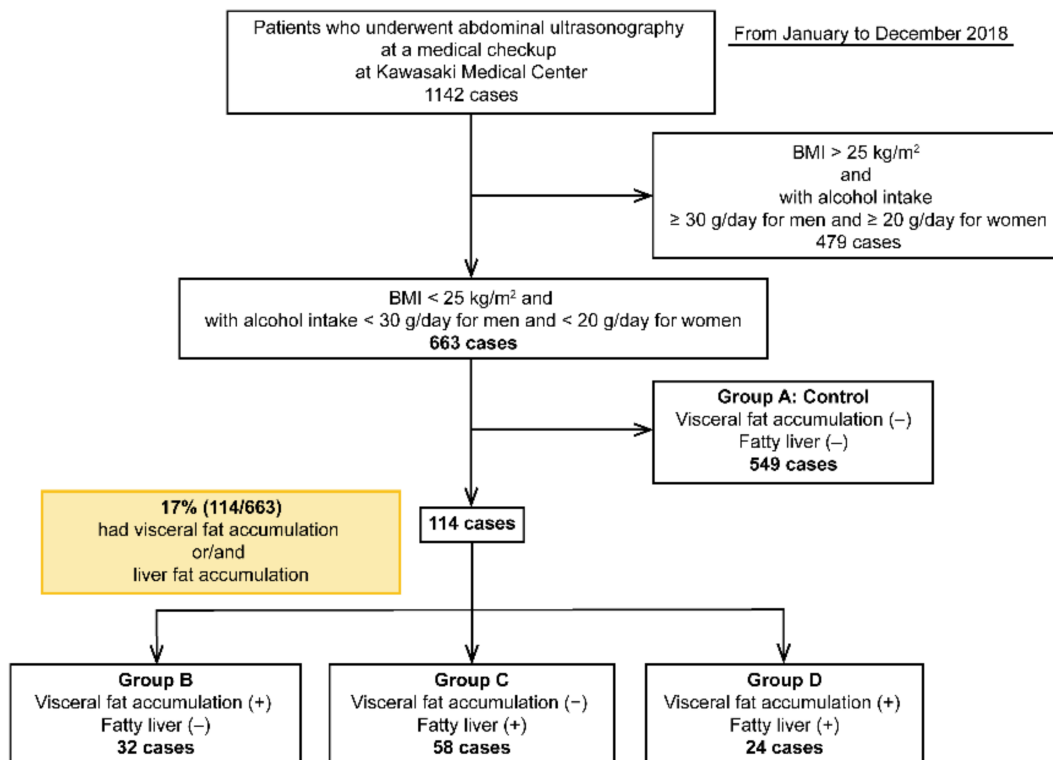 Patients who underwent abdominal ultrasonography
at a medical checkup
at Kawasaki Medical Center
1142 cases
From January to December 2018
BMI > 25 kg/m²
and
with alcohol intake
≥ 30 g/day for men and ≥ 20 g/day for women
479 cases
BMI < 25 kg/m² and
with alcohol intake < 30 g/day for men and < 20 g/day for women
663 cases
Group A: Control
Visceral fat accumulation (–)
Fatty liver (–)
549 cases
17% (114/663)
had visceral fat accumulation
or/and
liver fat accumulation
114 cases
Group B
Visceral fat accumulation (+)
Fatty liver (–)
32 cases
Group C
Visceral fat accumulation (−)
Fatty liver (+)
58 cases
Group D
Visceral fat accumulation (+)
Fatty liver (+)
24 cases